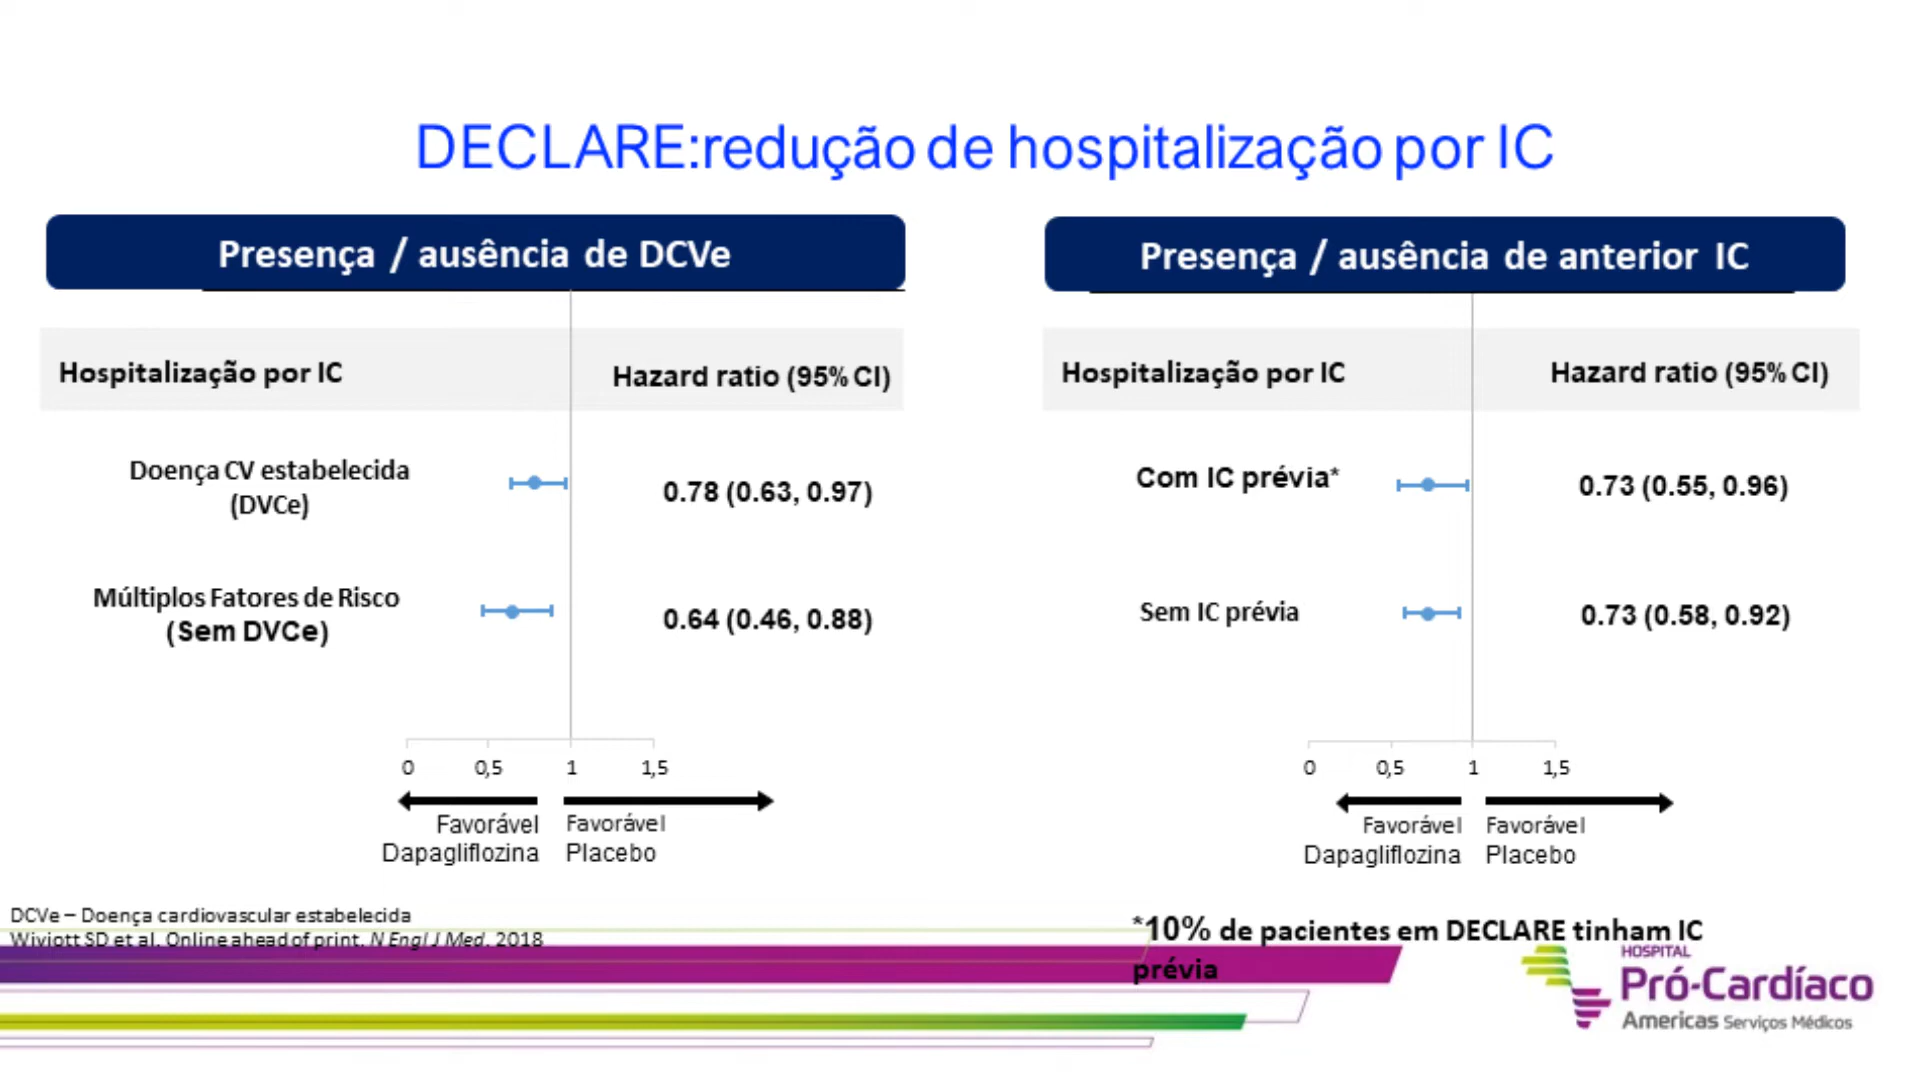 DECLARE:redução de hospitalização por IC
Presença / ausência de DCVe
Hospitalização por IC
Hazard ratio (95% CI)
Doença CV estabelecida
(DVCe)
0.78 (0.63, 0.97)
Múltiplos Fatores de Risco
(Sem DVCe)
0.64 (0.46, 0.88)
0 0,5 1 1,5
Favorável
Dapagliflozina
Favorável
Placebo
Presença / ausência de anterior IC
Hospitalização por IC
Hazard ratio (95% CI)
Com IC prévia*
0.73 (0.55, 0.96)
Sem IC prévia
0.73 (0.58, 0.92)
0 0,5 1 1,5
Favorável
Dapagliflozina
Favorável
Placebo
DCVe – Doença cardiovascular estabelecida
Wiviott SD et al. Online ahead of print. N Engl J Med. 2018
*10% de pacientes em DECLARE tinham IC
prévia
HOSPITAL
Pró-Cardíaco
Americas Serviços Médicos